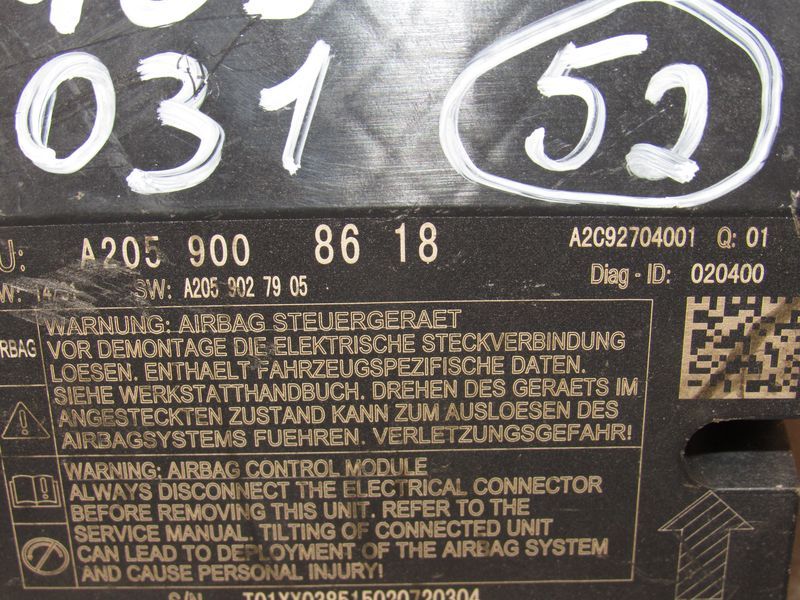 031 52
U: A205 900 86 18 A2C92704001 Q: 01
W: SW: A205 902 79 05 Diag - ID: 020400
WARNUNG: AIRBAG STEUERGERAET
RBAG VOR DEMONTAGE DIE ELEKTRISCHE STECKVERBINDUNG
LOESEN. ENTHAELT FAHRZEUGSPEZIFISCHE DATEN.
SIEHE WERKSTATTHANDBUCH. DREHEN DES GERAETS IM
ANGESTECKTEN ZUSTAND KANN ZUM AUSLOESEN DES
AIRBAGSYSTEMS FUEHREN. VERLETZUNGSGEFAHR!
WARNING: AIRBAG CONTROL MODULE
ALWAYS DISCONNECT THE ELECTRICAL CONNECTOR
BEFORE REMOVING THIS UNIT. REFER TO THE
SERVICE MANUAL. TILTING OF CONNECTED UNIT
CAN LEAD TO DEPLOYMENT OF THE AIRBAG SYSTEM
AND CAUSE PERSONAL INJURY!
S/N T01XX038515020720304